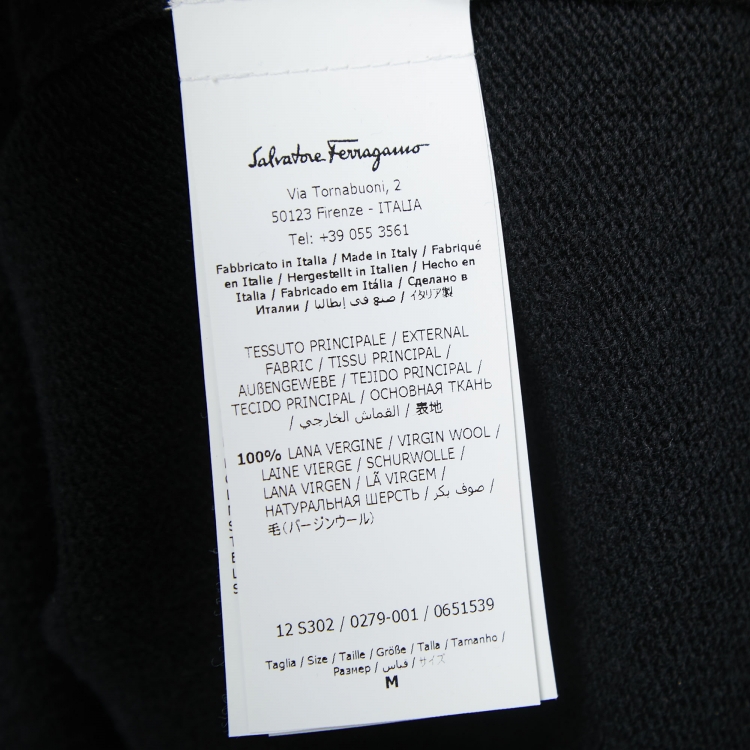 Salvatore Ferragamo
Via Tornabuoni, 2
50123 Firenze - ITALIA
Tel: +39 055 3561
Fabbricato in Italia / Made in Italy / Fabriqué
en Italie / Hergestellt in Italien / Hecho en
Italia / Fabricado em Itália / Сделано в
Италии / صنع في إيطاليا / イタリア製
TESSUTO PRINCIPALE / EXTERNAL
FABRIC / TISSU PRINCIPAL /
AUßENGEWEBE / TEJIDO PRINCIPAL /
TECIDO PRINCIPAL / ОСНОВНАЯ ТКАНЬ
/ القماش الخارجي / 表地
100% LANA VERGINE / VIRGIN WOOL /
LAINE VIERGE / SCHURWOLLE /
LANA VIRGEN / LÃ VIRGEM /
НАТУРАЛЬНАЯ ШЕРСТЬ / صوف بكر /
毛(バージンウール)
12 S302 / 0279-001 / 0651539
Taglia / Size / Taille / Größe / Talla / Tamanho /
Размер / قياس / サイズ
M